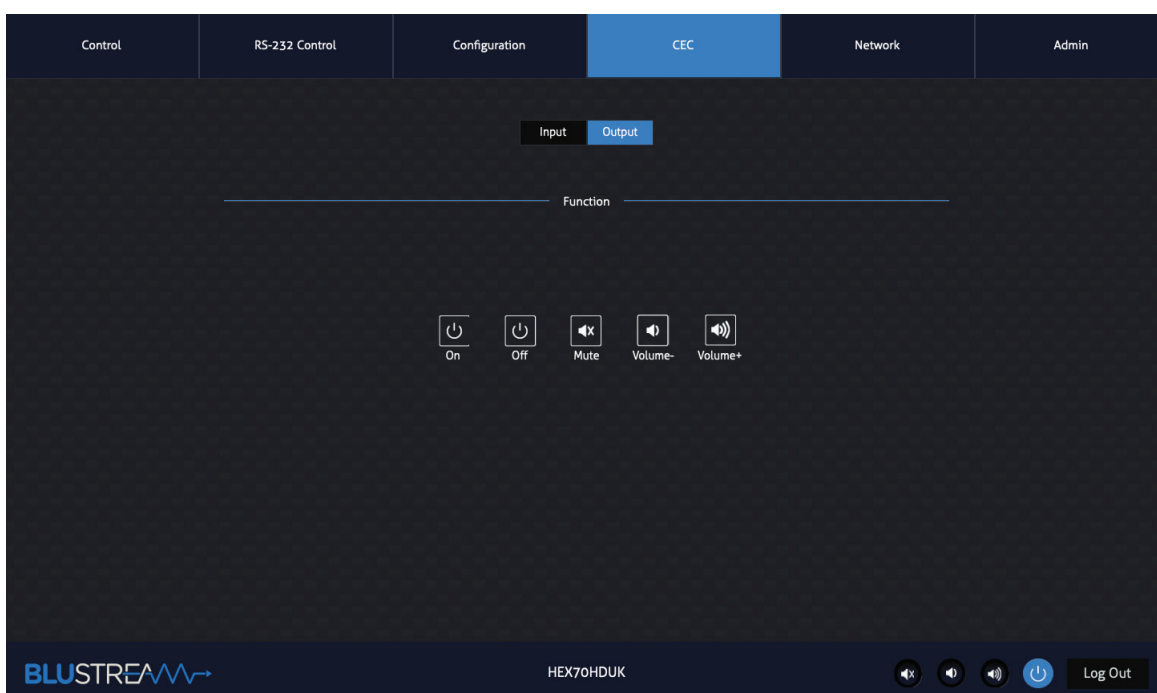 Control RS-232 Control Configuration CEC Network Admin
Input Output
Function
On Off Mute Volume- Volume+
BLUSTREAM HEX70HDUK Log Out